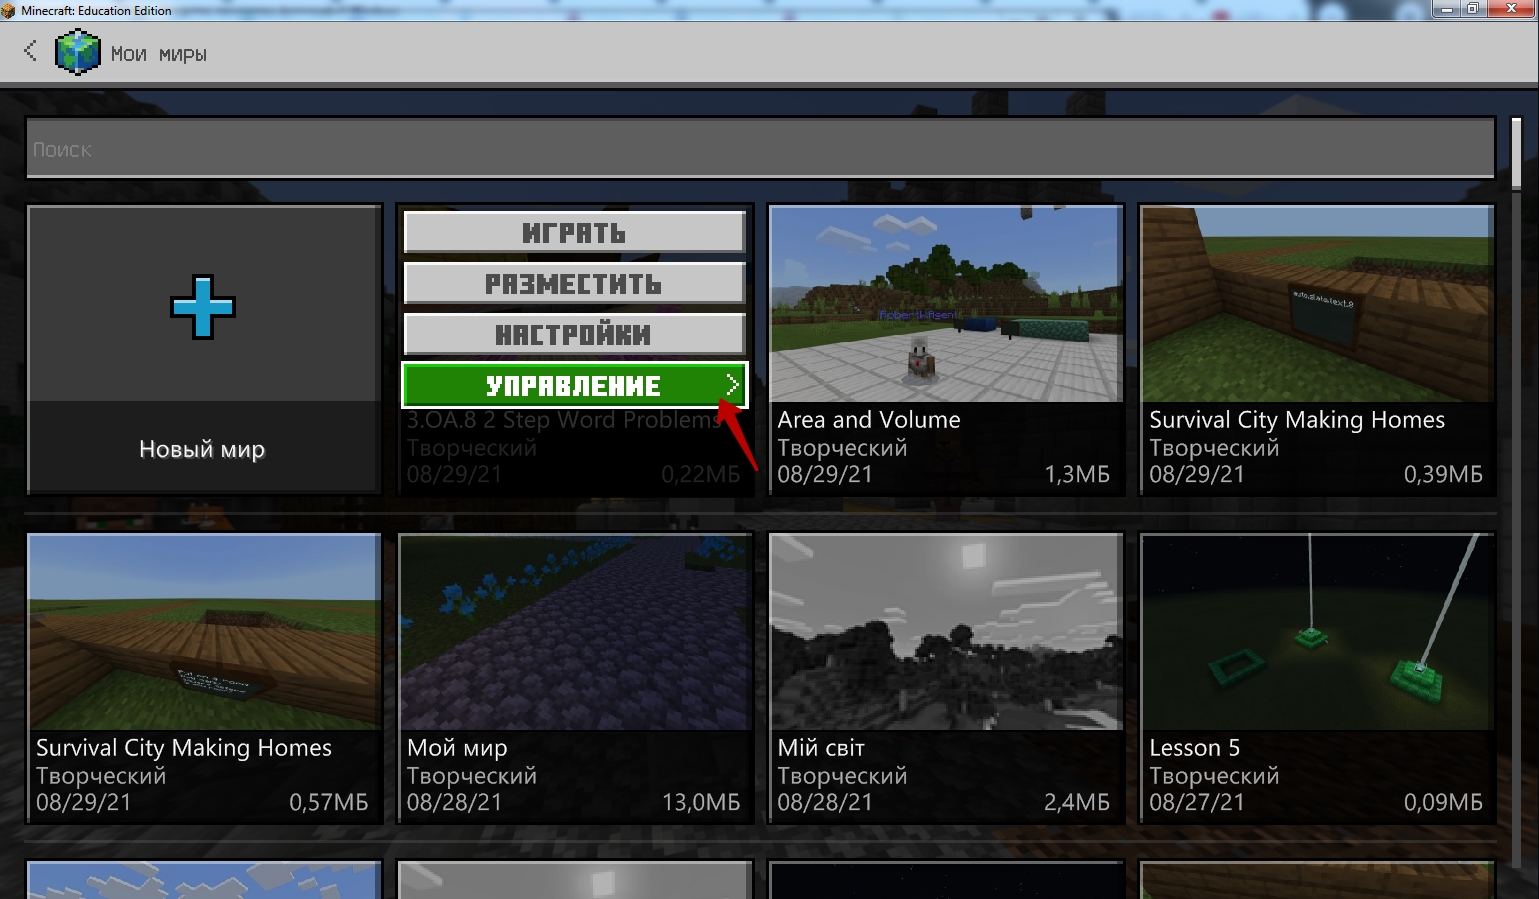 Minecraft: Education Edition
Мои миры
Поиск
Новый мир
ИГРАТЬ
РАЗМЕСТИТЬ
НАСТРОЙКИ
УПРАВЛЕНИЕ
3.OA.8 2 Step Word Problems
Творческий
08/29/21 0,22МБ
Area and Volume
Творческий
08/29/21 1,3МБ
Survival City Making Homes
Творческий
08/29/21 0,39МБ
Survival City Making Homes
Творческий
08/29/21 0,57МБ
Мой мир
Творческий
08/28/21 13,0МБ
Мій світ
Творческий
08/28/21 2,4МБ
Lesson 5
Творческий
08/27/21 0,09МБ